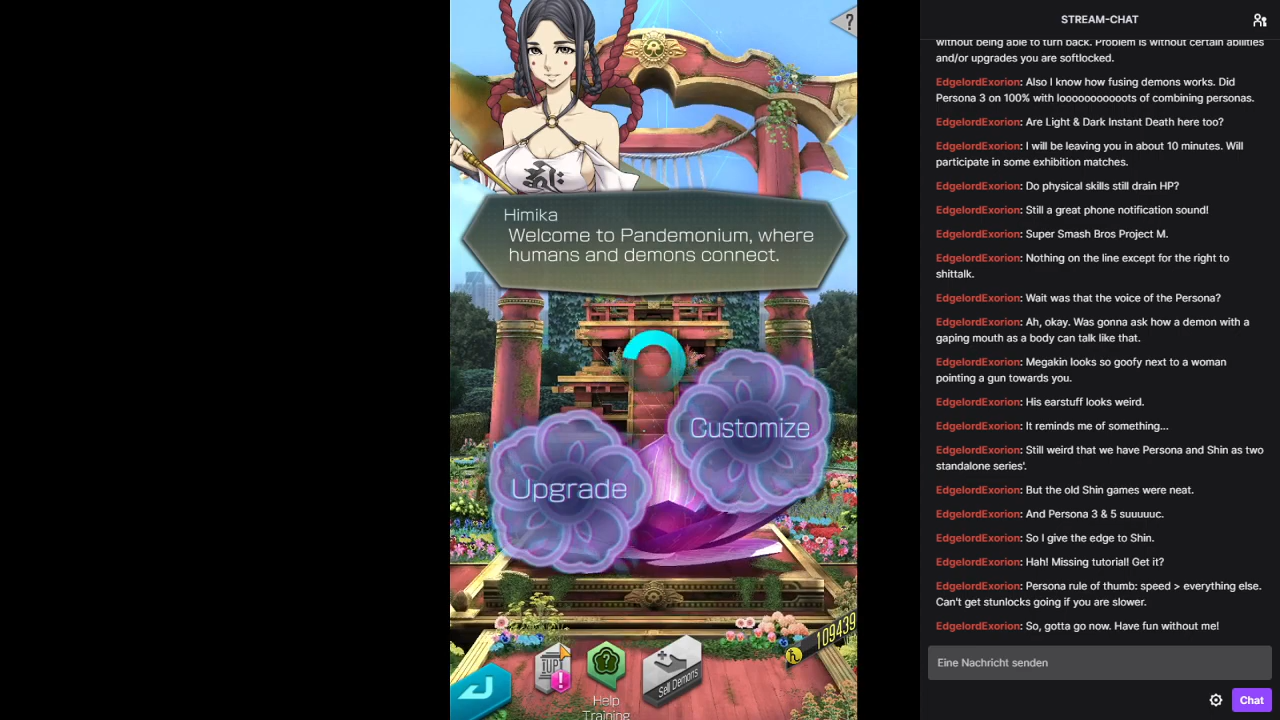 ?
Himika
Welcome to Pandemonium, where
humans and demons connect.
Customize
Upgrade
109439
!
?
Help
Training
Sell Demons
STREAM-CHAT
without being able to turn back. Problem is without certain abilities
and/or upgrades you are softlocked.
EdgelordExorion: Also I know how fusing demons works. Did
Persona 3 on 100% with looooooooooots of combining personas.
EdgelordExorion: Are Light & Dark Instant Death here too?
EdgelordExorion: I will be leaving you in about 10 minutes. Will
participate in some exhibition matches.
EdgelordExorion: Do physical skills still drain HP?
EdgelordExorion: Still a great phone notification sound!
EdgelordExorion: Super Smash Bros Project M.
EdgelordExorion: Nothing on the line except for the right to
shittalk.
EdgelordExorion: Wait was that the voice of the Persona?
EdgelordExorion: Ah, okay. Was gonna ask how a demon with a
gaping mouth as a body can talk like that.
EdgelordExorion: Megakin looks so goofy next to a woman
pointing a gun towards you.
EdgelordExorion: His earstuff looks weird.
EdgelordExorion: It reminds me of something...
EdgelordExorion: Still weird that we have Persona and Shin as two
standalone series'.
EdgelordExorion: But the old Shin games were neat.
EdgelordExorion: And Persona 3 & 5 suuuuuc.
EdgelordExorion: So I give the edge to Shin.
EdgelordExorion: Hah! Missing tutorial! Get it?
EdgelordExorion: Persona rule of thumb: speed > everything else.
Can't get stunlocks going if you are slower.
EdgelordExorion: So, gotta go now. Have fun without me!
Eine Nachricht senden
Chat